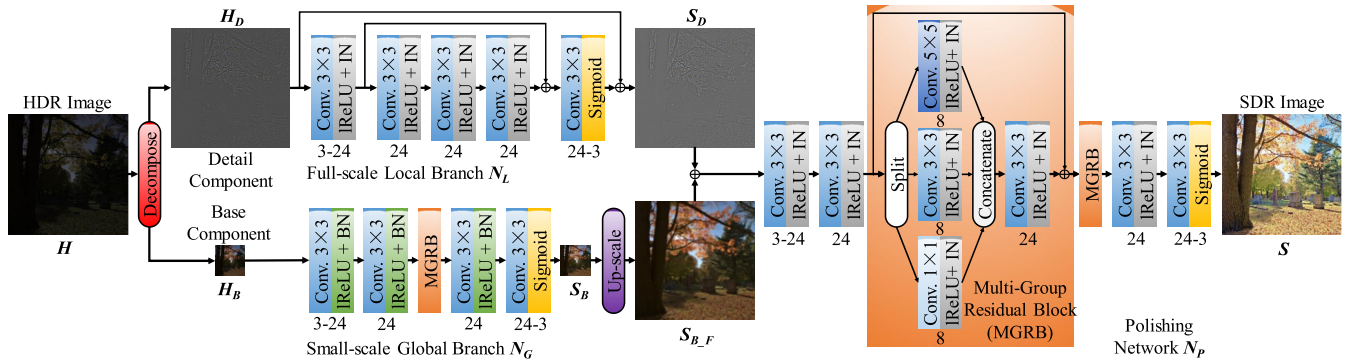 HDR Image
H
Decompose
H_D
Detail
Component
Base
Component
H_B
Conv. 3×3
lReLU + IN
3-24
Conv. 3×3
lReLU + IN
24
Conv. 3×3
lReLU + IN
24
Conv. 3×3
lReLU + IN
24
Conv. 3×3
Sigmoid
24-3
Full-scale Local Branch N_L
S_D
Conv. 3×3
lReLU + BN
3-24
Conv. 3×3
lReLU + BN
24
MGRB
Conv. 3×3
lReLU + BN
24
Conv. 3×3
Sigmoid
24-3
Small-scale Global Branch N_G
S_B
Up-scale
S_B_F
Conv. 3×3
lReLU + IN
3-24
Conv. 3×3
lReLU + IN
24
Split
Conv. 5×5
lReLU+ IN
8
Conv. 3×3
lReLU+ IN
8
Conv. 1×1
lReLU+ IN
8
Concatenate
Conv. 3×3
lReLU + IN
24
Multi-Group
Residual Block
(MGRB)
MGRB
Conv. 3×3
lReLU + IN
24
Conv. 3×3
Sigmoid
24-3
Polishing
Network N_P
SDR Image
S